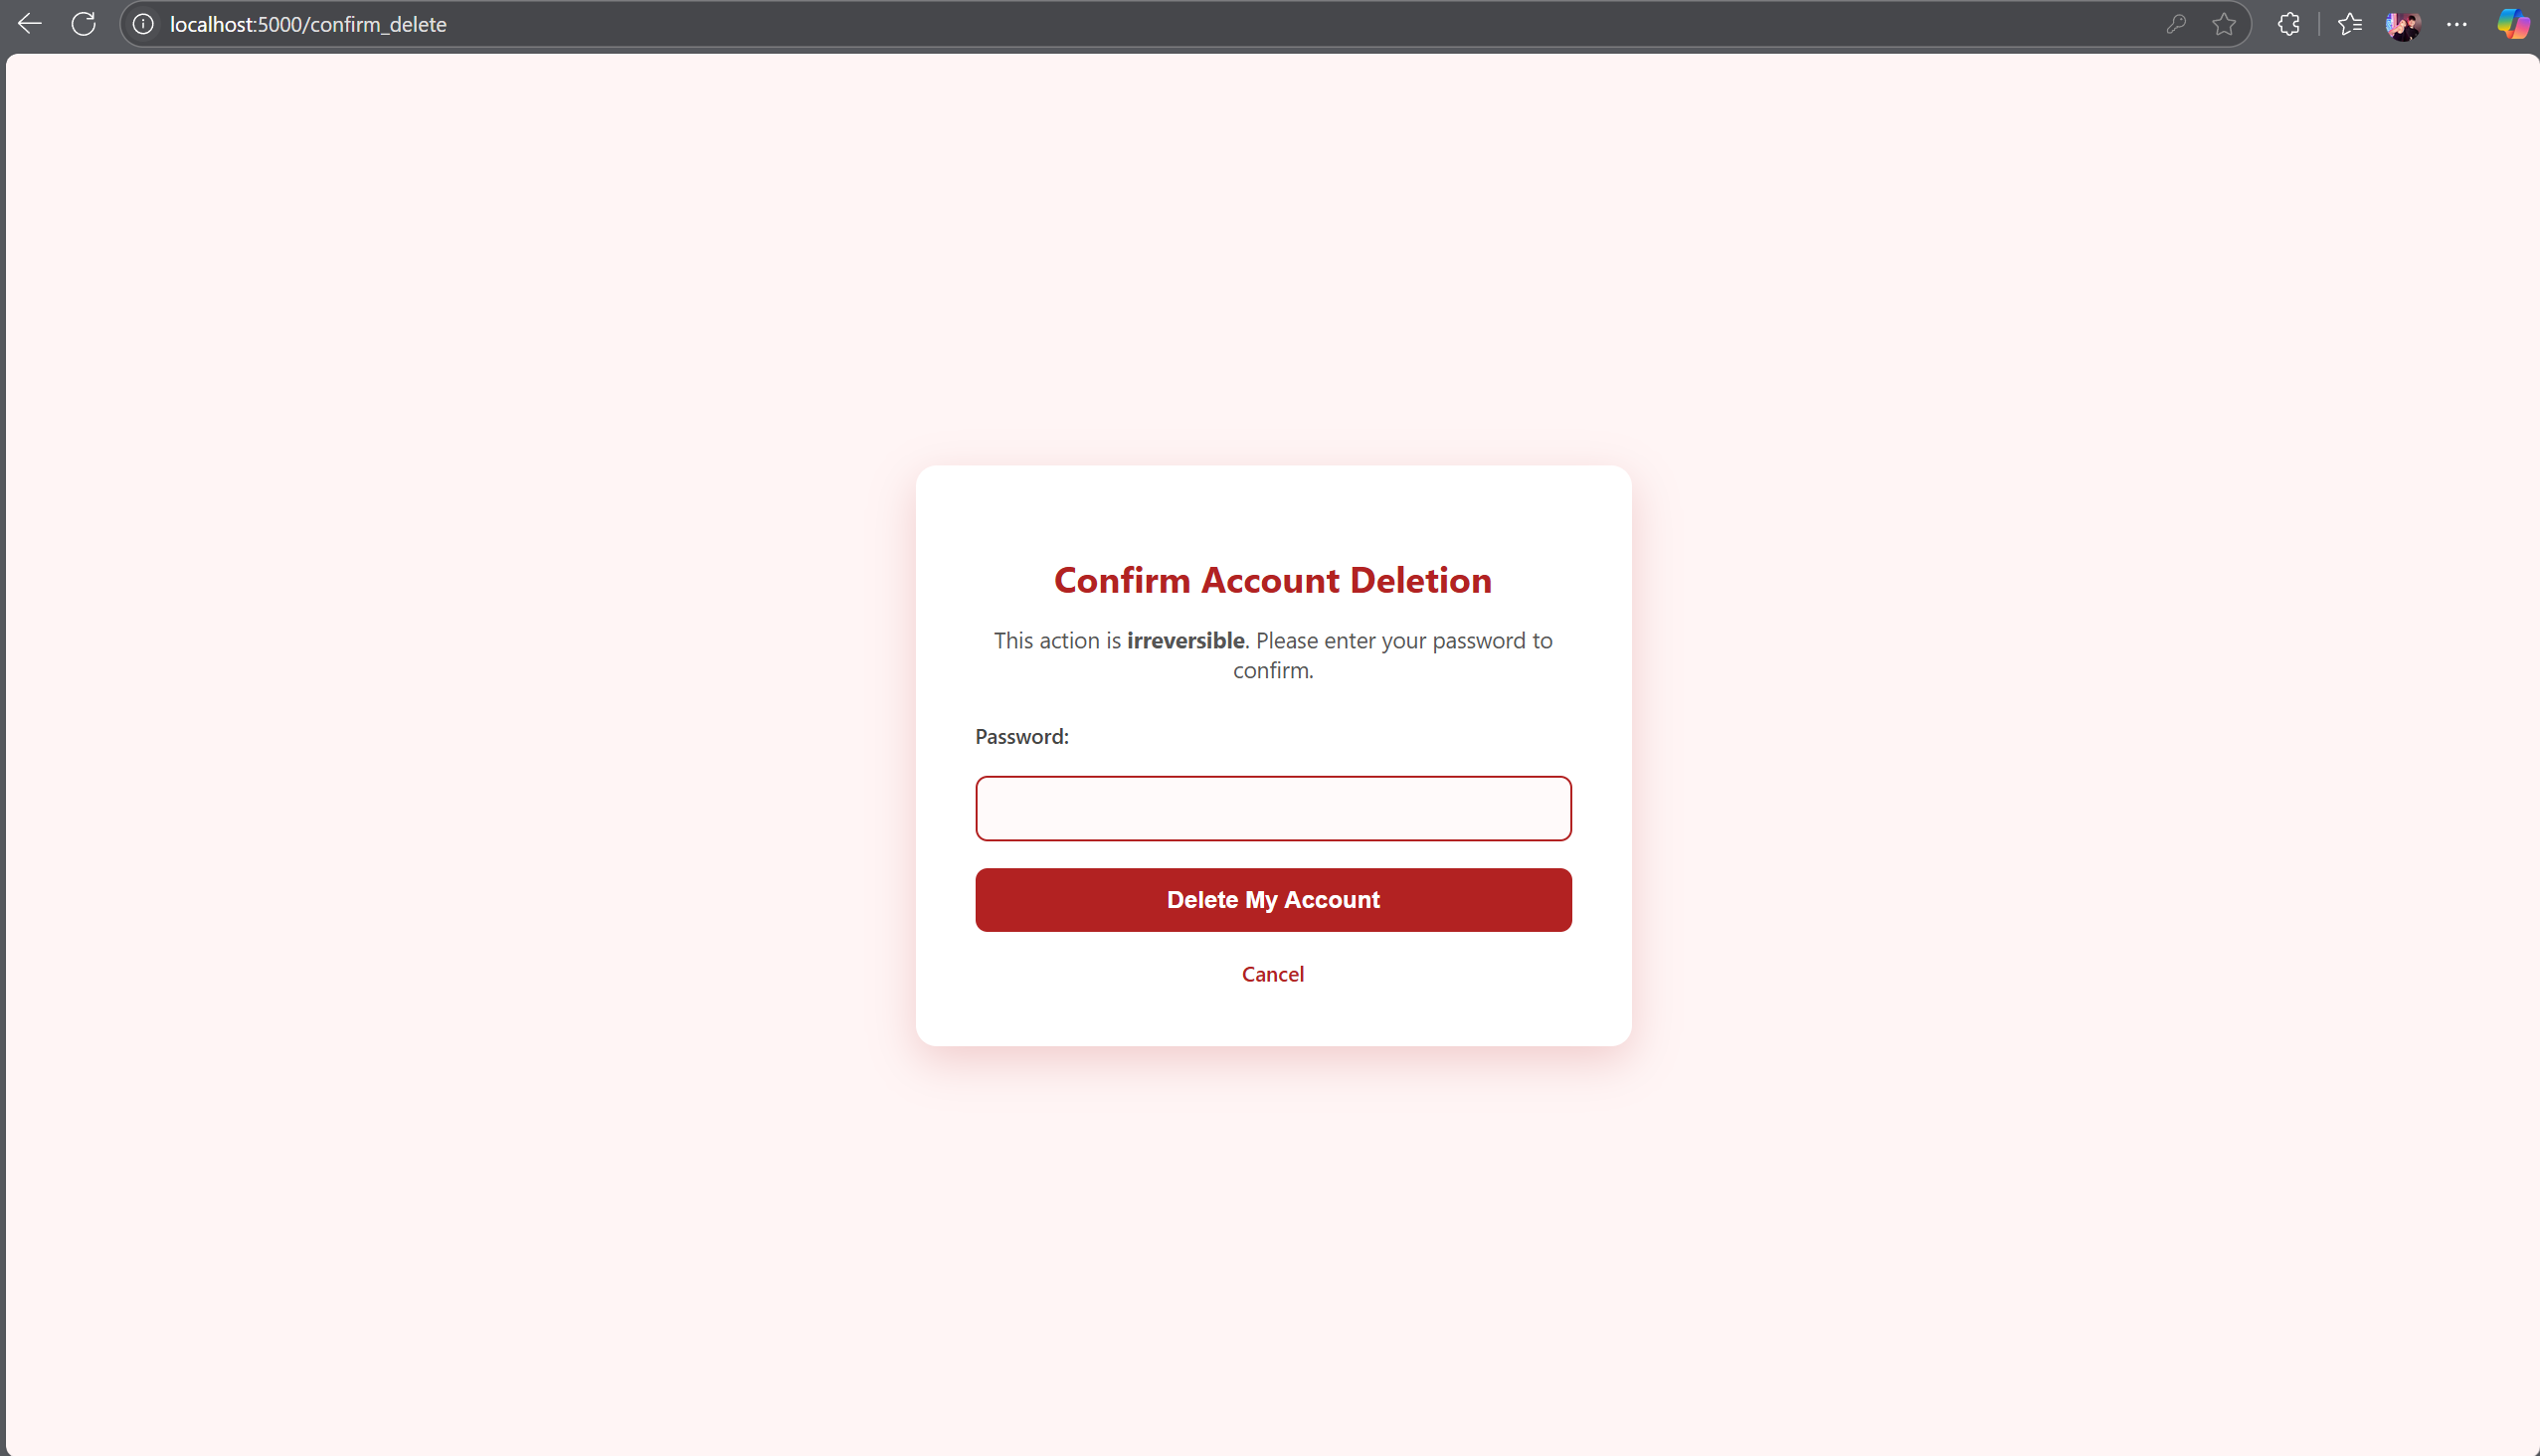 localhost:5000/confirm_delete
Confirm Account Deletion
This action is irreversible. Please enter your password to
confirm.
Password:
Delete My Account
Cancel